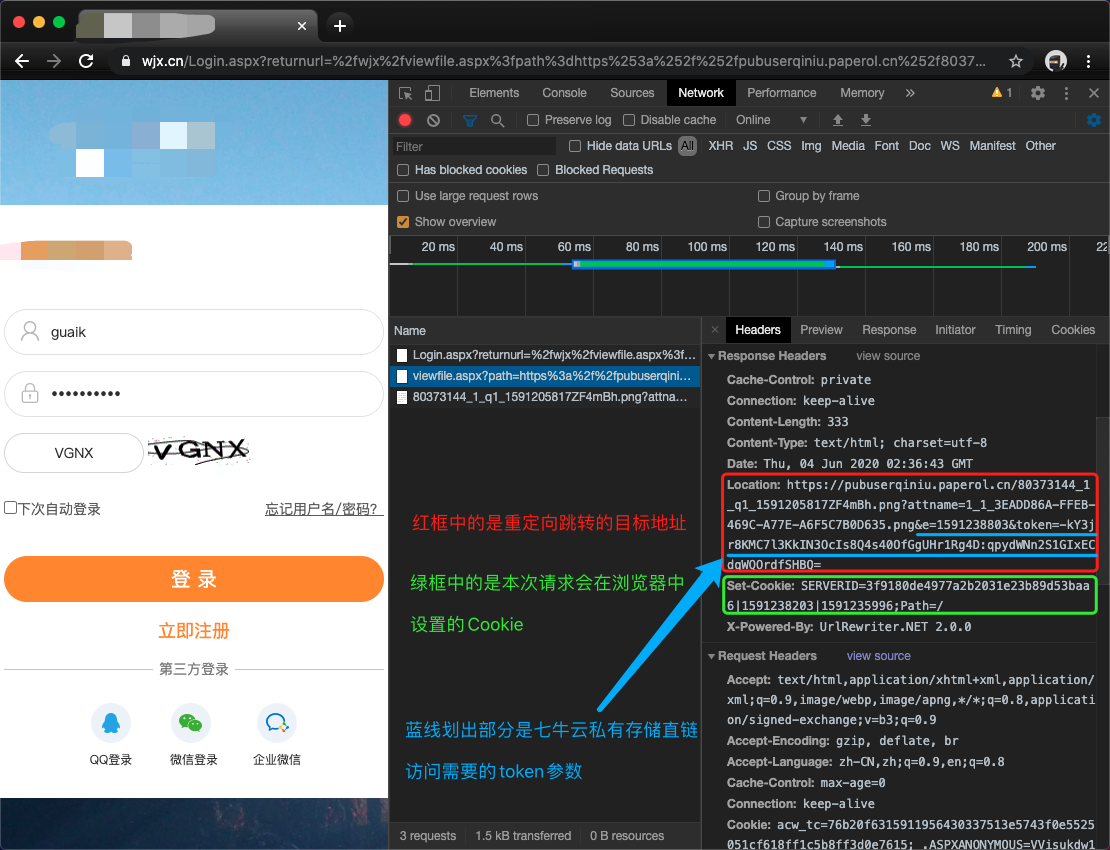 wjx.cn/Login.aspx?returnurl=%2fwjx%2fviewfile.aspx%3fpath%3dhttps%253a%252f%252fpubuserqiniu.paperol.cn%252f8037...
Elements Console Sources Network Performance Memory 1
Preserve log Disable cache Online
Filter Hide data URLs All XHR JS CSS Img Media Font Doc WS Manifest Other
Has blocked cookies Blocked Requests
Use large request rows Group by frame
Show overview Capture screenshots
20 ms 40 ms 60 ms 80 ms 100 ms 120 ms 140 ms 160 ms 180 ms 200 ms 22
guaik
VGNX VGNX
下次自动登录 忘记用户名/密码?
登 录
立即注册
第三方登录
QQ登录 微信登录 企业微信
Name
Login.aspx?returnurl=%2fwjx%2fviewfile.aspx%3f...
viewfile.aspx?path=https%3a%2f%2fpubuserqini...
80373144_1_q1_1591205817ZF4mBh.png?attna...
红框中的是重定向跳转的目标地址
绿框中的是本次请求会在浏览器中
设置的Cookie
蓝线划出部分是七牛云私有存储直链
访问需要的token参数
3 requests 1.5 kB transferred 0 B resources
Headers Preview Response Initiator Timing Cookies
Response Headers view source
Cache-Control: private
Connection: keep-alive
Content-Length: 333
Content-Type: text/html; charset=utf-8
Date: Thu, 04 Jun 2020 02:36:43 GMT
Location: https://pubuserqiniu.paperol.cn/80373144_1
_q1_1591205817ZF4mBh.png?attname=1_1_3EADD86A-FFEB-
469C-A77E-A6F5C7B0D635.png&e=1591238803&token=-kY3j
r8KMC7l3KkIN3OcIs8Q4s40OfGgUHr1Rg4D:qpydWNn2S1GIxEC
dqWQOrdfSHBQ=
Set-Cookie: SERVERID=3f9180de4977a2b2031e23b89d53baa
6|1591238203|1591235996;Path=/
X-Powered-By: UrlRewriter.NET 2.0.0
Request Headers view source
Accept: text/html,application/xhtml+xml,application/
xml;q=0.9,image/webp,image/apng,*/*;q=0.8,applicati
on/signed-exchange;v=b3;q=0.9
Accept-Encoding: gzip, deflate, br
Accept-Language: zh-CN,zh;q=0.9,en;q=0.8
Cache-Control: max-age=0
Connection: keep-alive
Cookie: acw_tc=76b20f6315911956430337513e5743f0e5525
051cf618ff1c5b8ff3d0e7615; .ASPXANONYMOUS=VVisukdw1